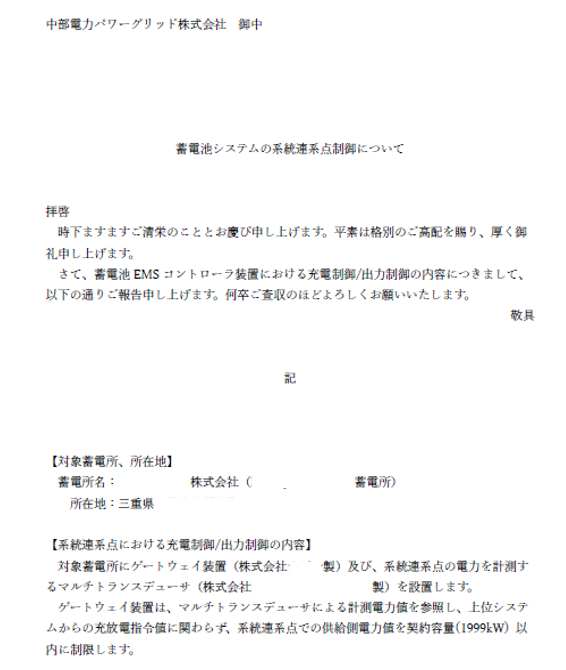 中部電力パワーグリッド株式会社　御中
蓄電池システムの系統連系点制御について
拝啓
　時下ますますご清栄のこととお慶び申し上げます。平素は格別のご高配を賜り、厚く御
礼申し上げます。
　さて、蓄電池 EMS コントローラ装置における充電制御/出力制御の内容につきまして、
以下の通りご報告申し上げます。何卒ご査収のほどよろしくお願いいたします。
敬具
記
【対象蓄電所、所在地】
　蓄電所名：　　　　　　株式会社（　　　　　　　　蓄電所）
　　所在地：三重県
【系統連系点における充電制御/出力制御の内容】
　対象蓄電所にゲートウェイ装置（株式会社　　　製）及び、系統連系点の電力を計測す
るマルチトランスデューサ（株式会社　　　　　　　　　　製）を設置します。
　ゲートウェイ装置は、マルチトランスデューサによる計測電力値を参照し、上位システ
ムからの充放電指令値に関わらず、系統連系点での供給側電力値を契約容量(1999kW) 以
内に制限します。